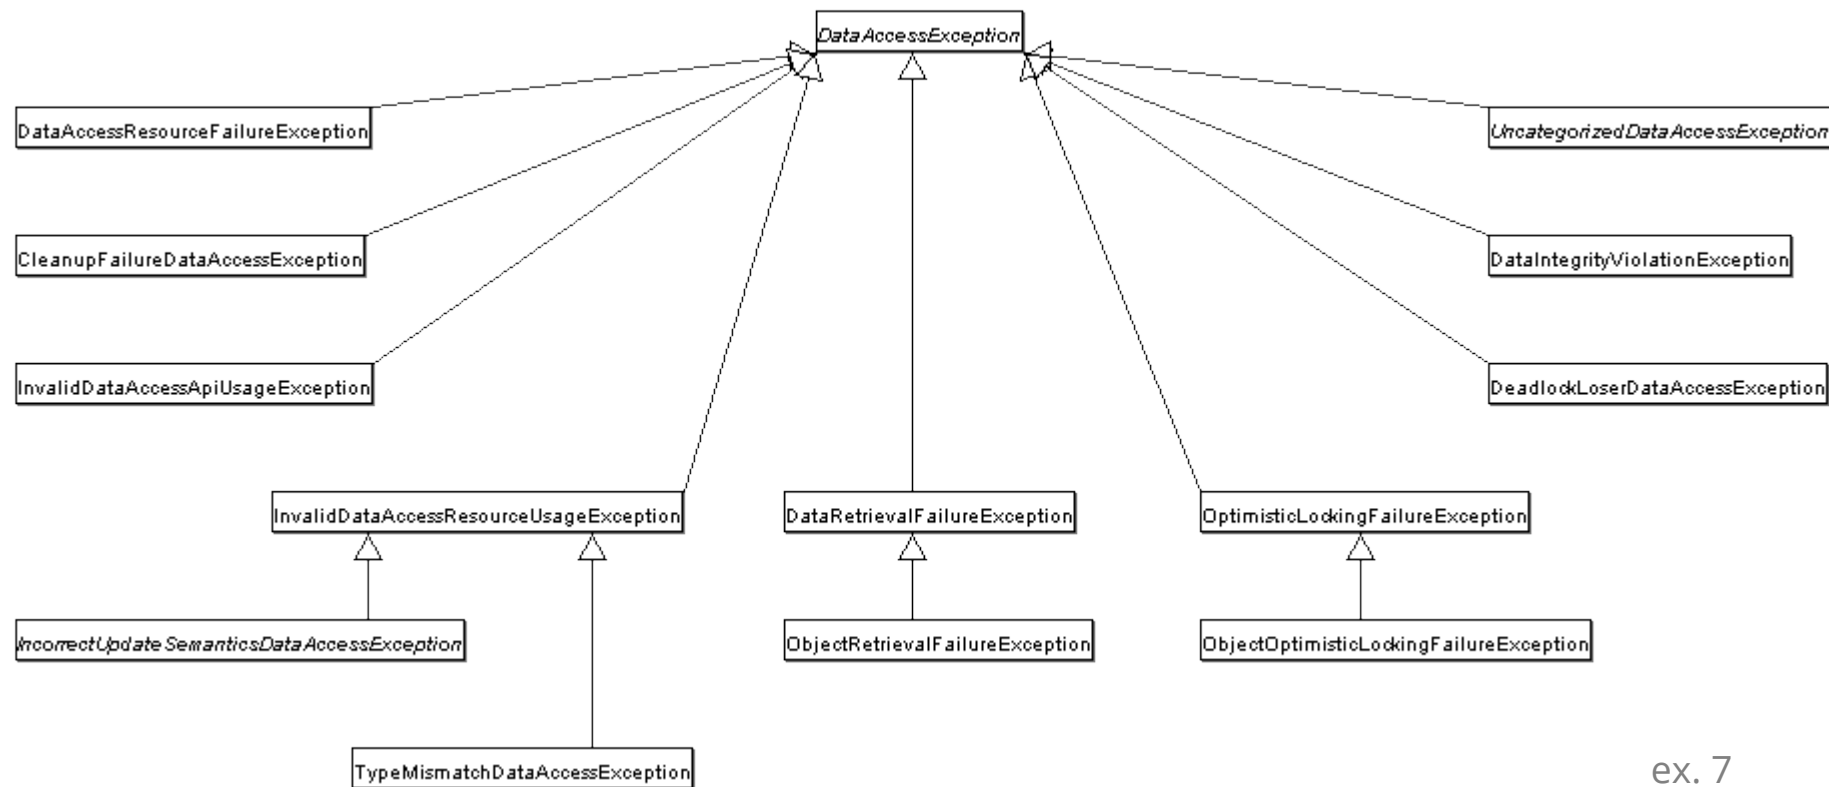 DataAccessException
DataAccessResourceFailureException
UncategorizedDataAccessException
CleanupFailureDataAccessException
DataIntegrityViolationException
InvalidDataAccessApiUsageException
DeadlockLoserDataAccessException
InvalidDataAccessResourceUsageException
DataRetrievalFailureException
OptimisticLockingFailureException
IncorrectUpdateSemanticsDataAccessException
ObjectRetrievalFailureException
ObjectOptimisticLockingFailureException
TypeMismatchDataAccessException
ex. 7